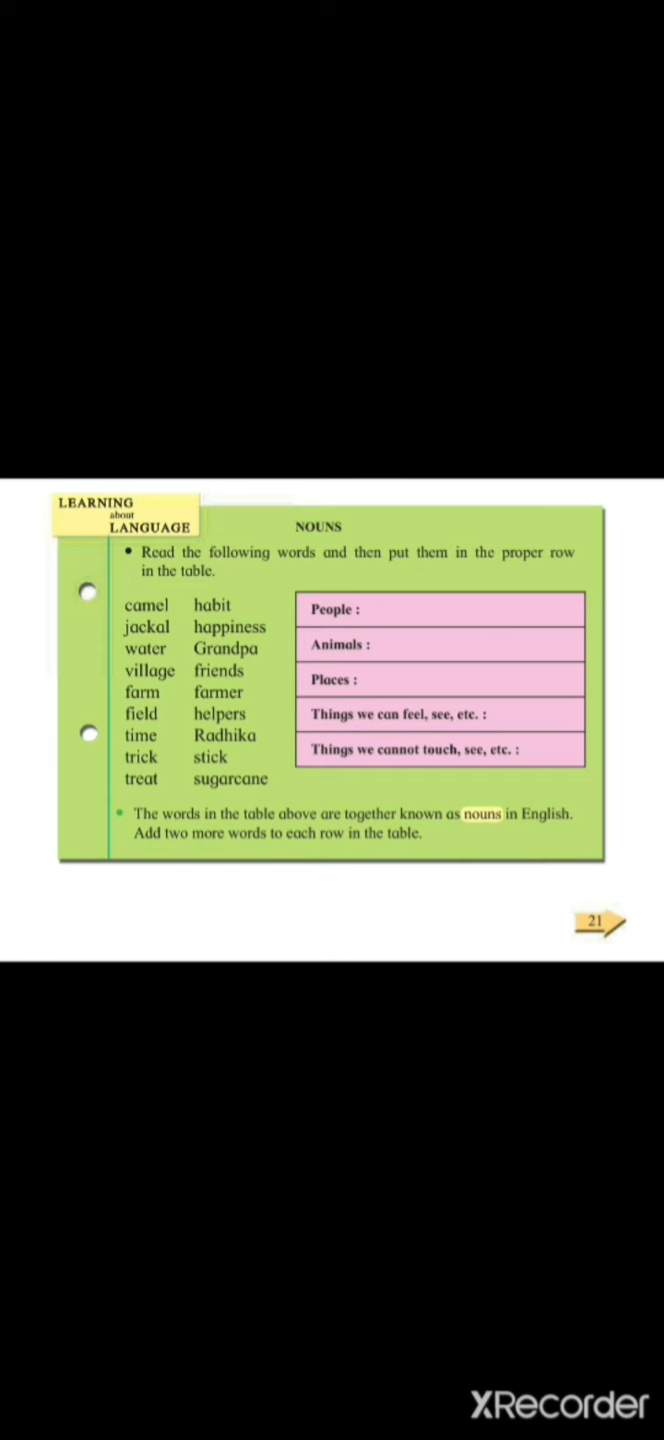 LEARNING
about
LANGUAGE
NOUNS
• Read the following words and then put them in the proper row
in the table.
camel habit
jackal happiness
water Grandpa
village friends
farm farmer
field helpers
time Radhika
trick stick
treat sugarcane
People :
Animals :
Places :
Things we can feel, see, etc. :
Things we cannot touch, see, etc. :
• The words in the table above are together known as nouns in English.
Add two more words to each row in the table.
21
XRecorder